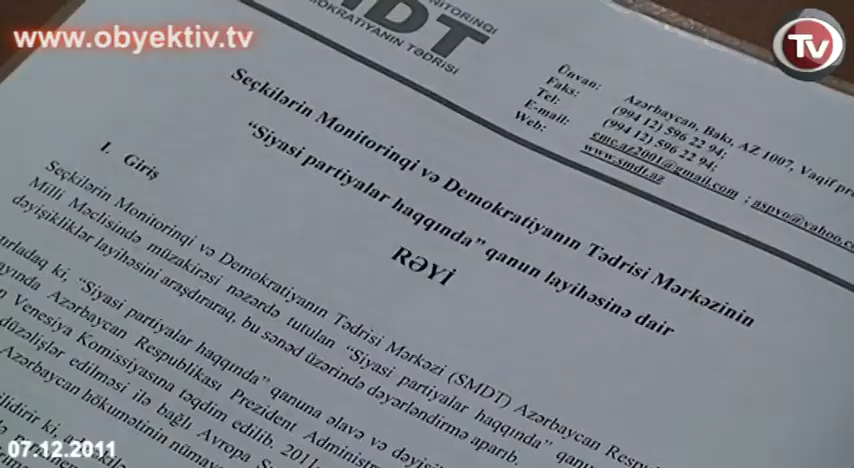 www.obyektiv.tv
Tv
SMDT
MONİTORİNQİ
DEMOKRATİYANIN TƏDRİSİ
Ünvan: Azərbaycan, Bakı, AZ 1007, Vaqif
Faks: (994 12) 596 22 94;
Tel: (994 12) 596 22 94;
E-mail: emc.az2001@gmail.com ; aspvo@yahoo.c
Web: www.smdt.az
Seçkilərin Monitorinqi və Demokratiyanın Tədrisi Mərkəzinin
“Siyasi partiyalar haqqında” qanun layihəsinə dair
RƏYİ
I. Giriş
Seçkilərin Monitorinqi və Demokratiyanın Tədrisi Mərkəzi (SMDT) Azərbaycan
Milli Məclisində müzakirəsi nəzərdə tutulan “Siyasi partiyalar haqqında”
dəyişikliklər layihəsini araşdıraraq, bu sənəd üzərində dəyərləndirmə aparıb.
ki, “Siyasi partiyalar haqqında” qanuna əlavə və
Azərbaycan Respublikası Prezident
Venesiya Komissiyasına təqdim edilib. 2011
düzəlişlər edilməsi ilə bağlı Avropa
Azərbaycan hökumətinin
07.12.2011